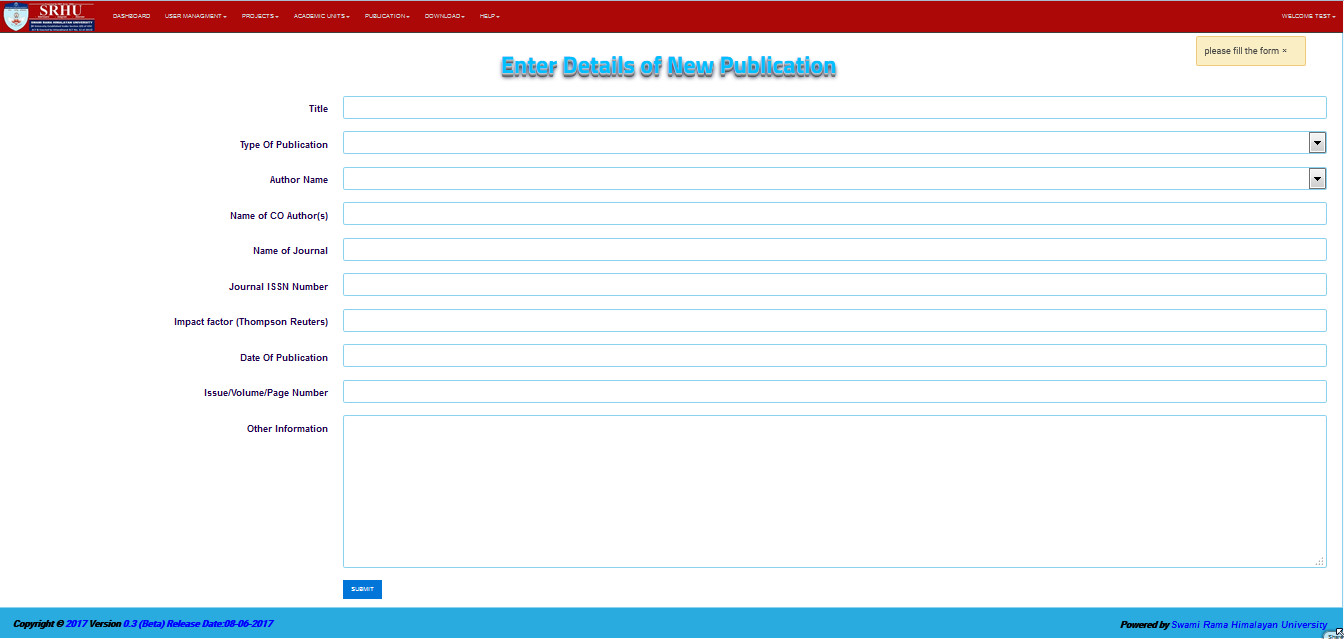 SRHU
SWAMI RAMA HIMALAYAN UNIVERSITY
DASHBOARD USER MANAGMENT PROJECTS ACADEMIC UNITS PUBLICATION DOWNLOAD HELP WELCOME TEST
please fill the form ×
Enter Details of New Publication
Title
Type Of Publication
Author Name
Name of CO Author(s)
Name of Journal
Journal ISSN Number
Impact factor (Thompson Reuters)
Date Of Publication
Issue/Volume/Page Number
Other Information
SUBMIT
Copyright © 2017 Version 0.3 (Beta) Release Date:08-06-2017 Powered by Swami Rama Himalayan University